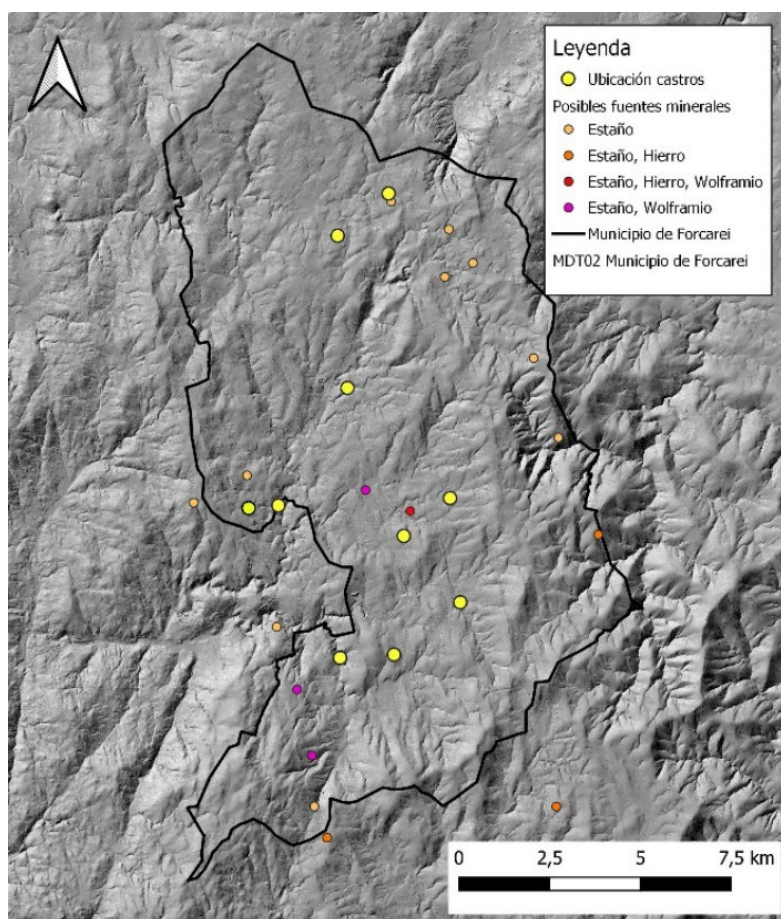 Leyenda
Ubicación castros
Posibles fuentes minerales
Estaño
Estaño, Hierro
Estaño, Hierro, Wolframio
Estaño, Wolframio
Municipio de Forcarei
MDT02 Municipio de Forcarei
0 2,5 5 7,5 km